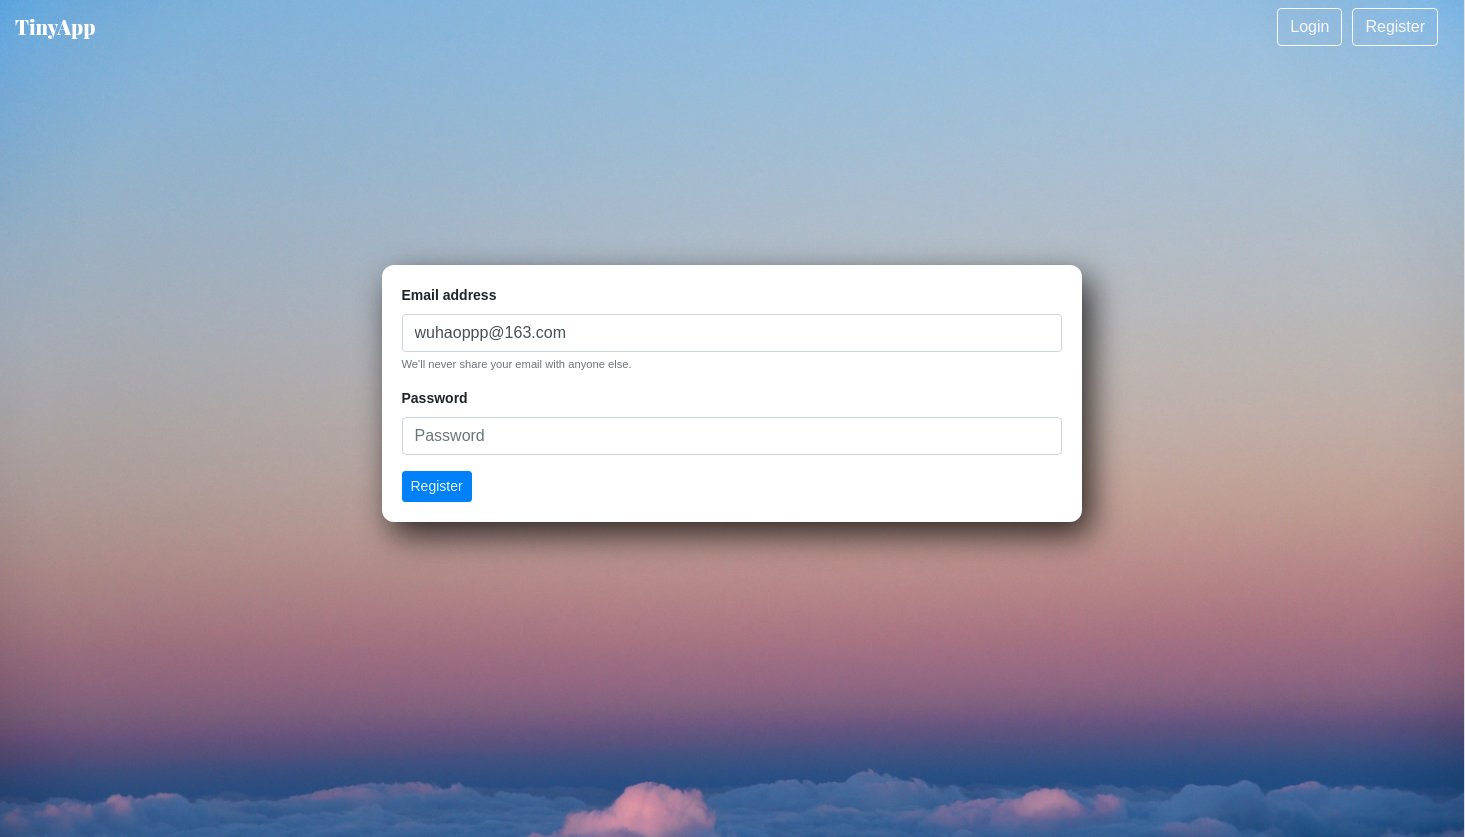 TinyApp
Login
Register
Email address
wuhaoppp@163.com
We'll never share your email with anyone else.
Password
Password
Register